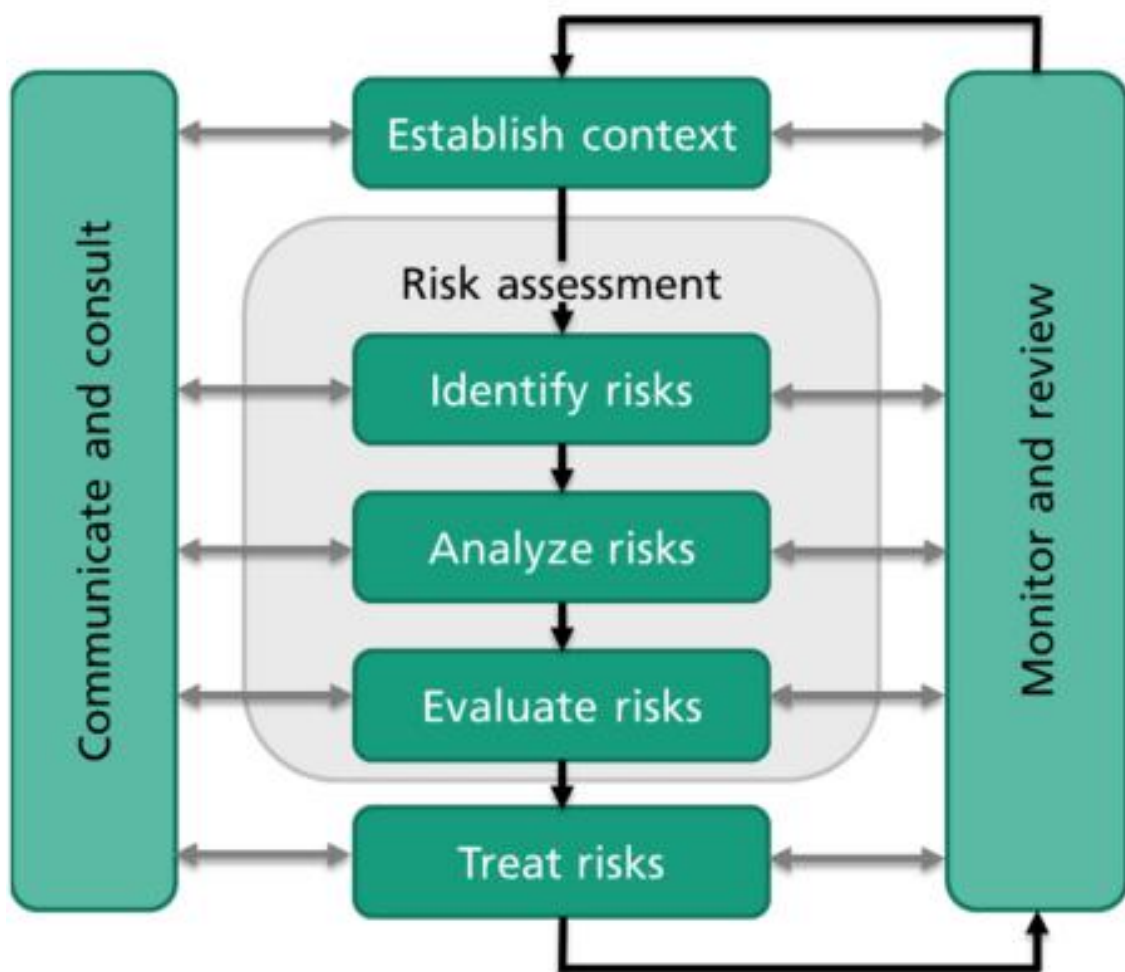 Establish context
Communicate and consult
Risk assessment
Identify risks
Analyze risks
Evaluate risks
Treat risks
Monitor and review